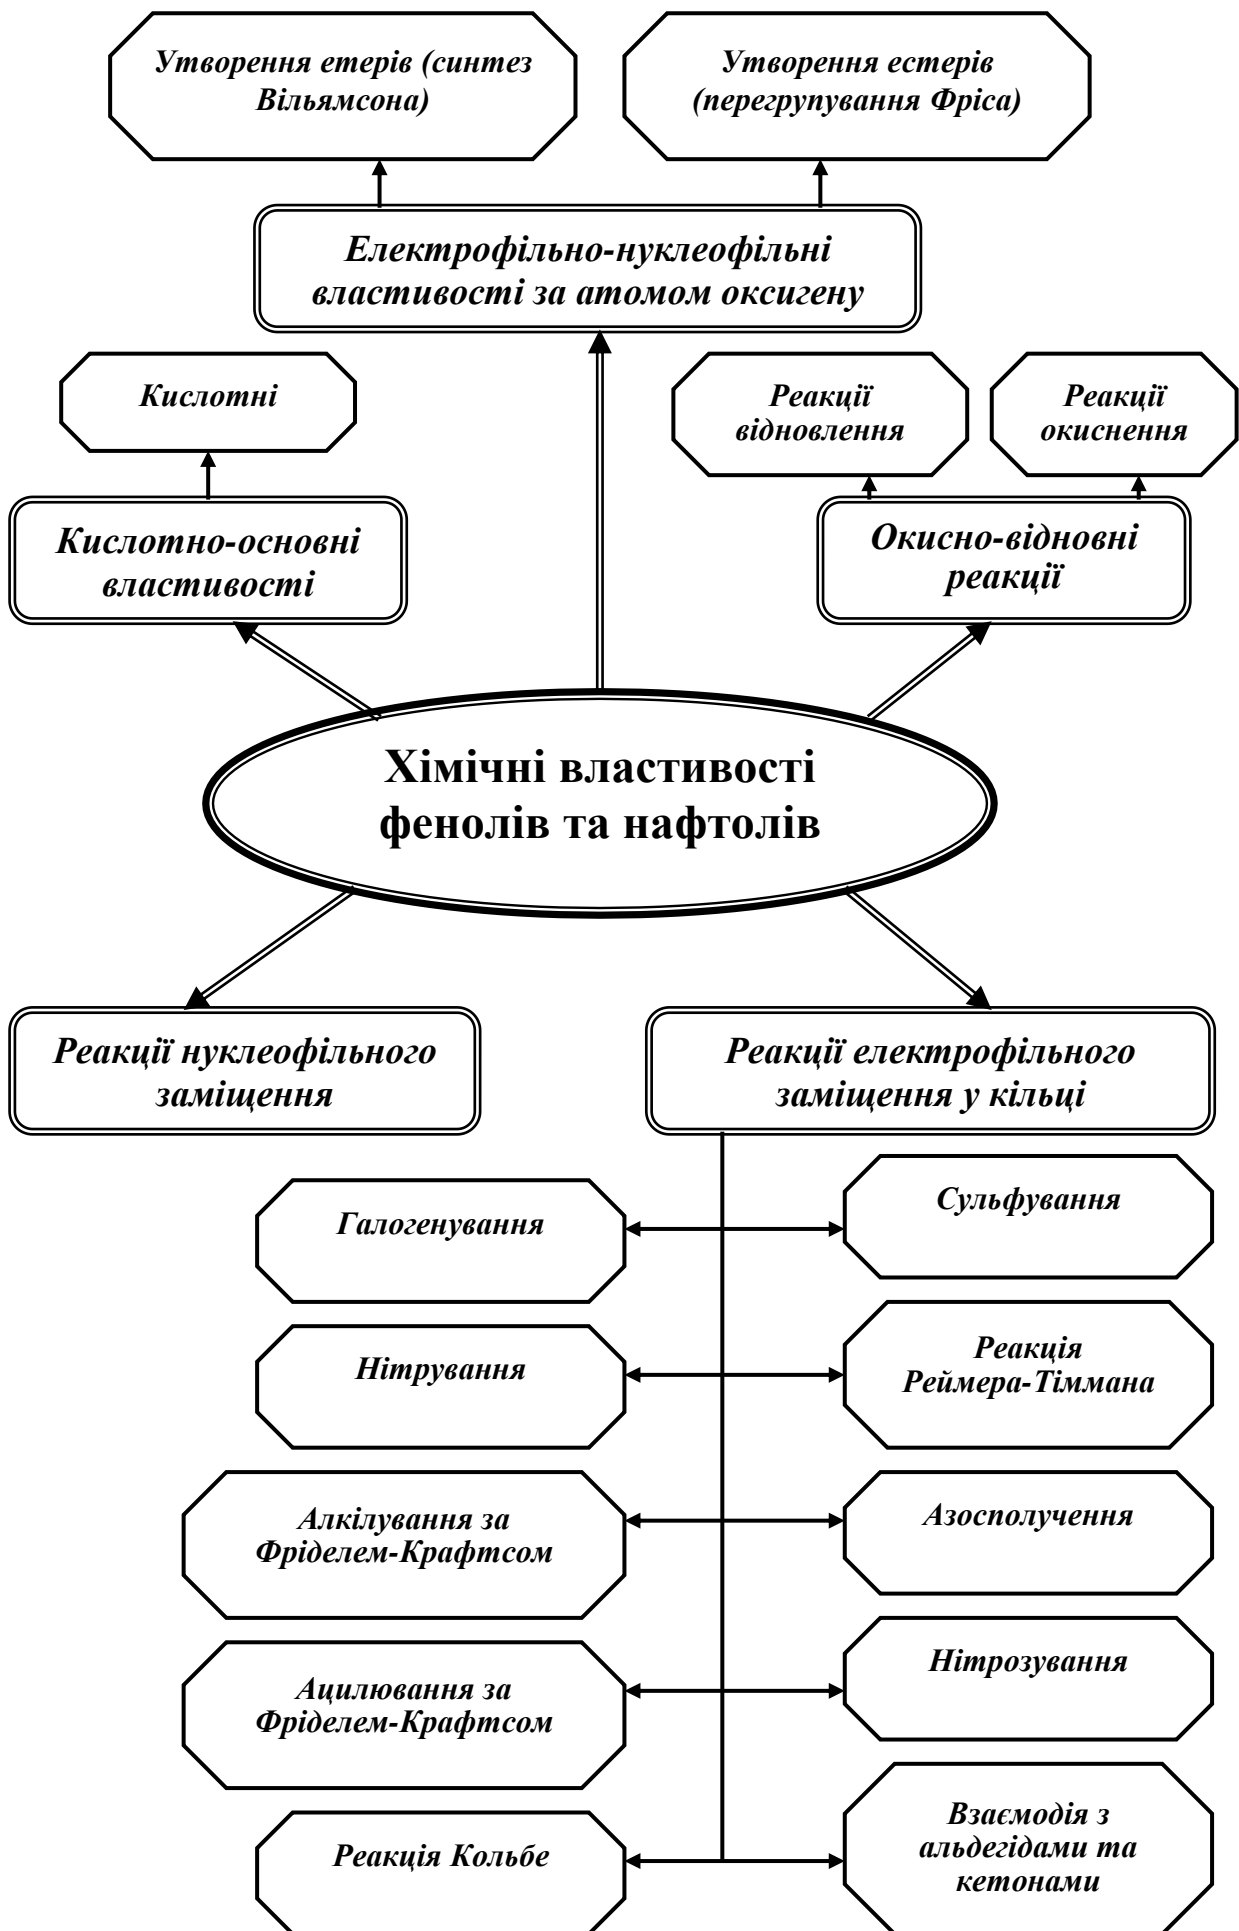 Утворення етерів (синтез
Вільямсона)
Утворення естерів
(перегрупування Фріса)
Електрофільно-нуклеофільні
властивості за атомом оксигену
Кислотні
Реакції
відновлення
Реакції
окиснення
Кислотно-основні
властивості
Окисно-відновні
реакції
Хімічні властивості
фенолів та нафтолів
Реакції нуклеофільного
заміщення
Реакції електрофільного
заміщення у кільці
Галогенування
Сульфування
Нітрування
Реакція
Реймера-Тіммана
Алкілування за
Фріделем-Крафтсом
Азосполучення
Ацилювання за
Фріделем-Крафтсом
Нітрозування
Реакція Кольбе
Взаємодія з
альдегідами та
кетонами